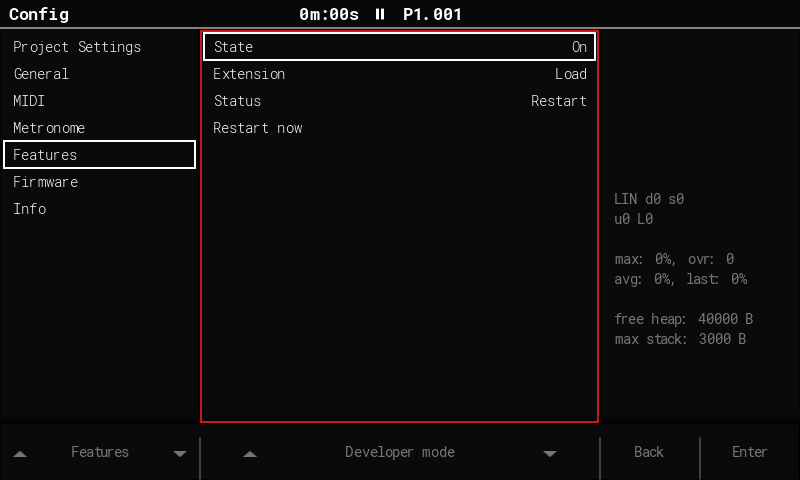 Config 0m:00s P1.001
Project Settings
General
MIDI
Metronome
Features
Firmware
Info
State On
Extension Load
Status Restart
Restart now
LIN d0 s0
u0 L0
max: 0%, ovr: 0
avg: 0%, last: 0%
free heap: 40000 B
max stack: 3000 B
Features Developer mode Back Enter